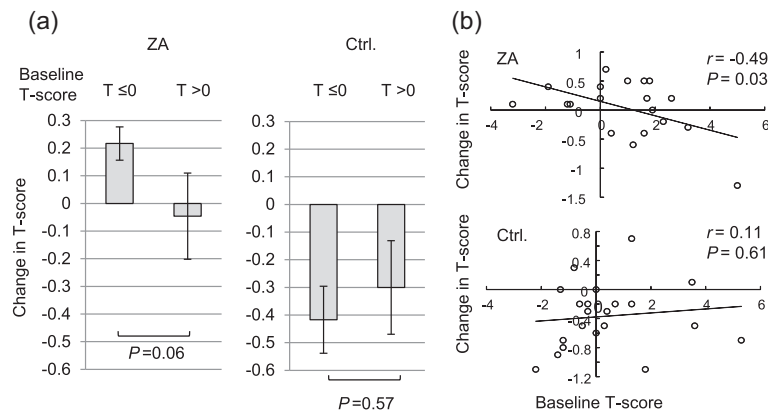 (a)
ZA
Ctrl.
Baseline
T-score
T ≤0
T >0
T ≤0
T >0
Change in T-score
0.3
0.2
0.1
0
-0.1
-0.2
-0.3
-0.4
-0.5
-0.6
P=0.06
0.3
0.2
0.1
0
-0.1
-0.2
-0.3
-0.4
-0.5
-0.6
P=0.57
(b)
ZA
r = -0.49
P = 0.03
Change in T-score
1
0.5
0
-0.5
-1
-1.5
-4
-2
0
2
4
6
Ctrl.
r = 0.11
P = 0.61
Change in T-score
0.8
0.4
0
-0.4
-0.8
-1.2
-4
-2
0
2
4
6
Baseline T-score